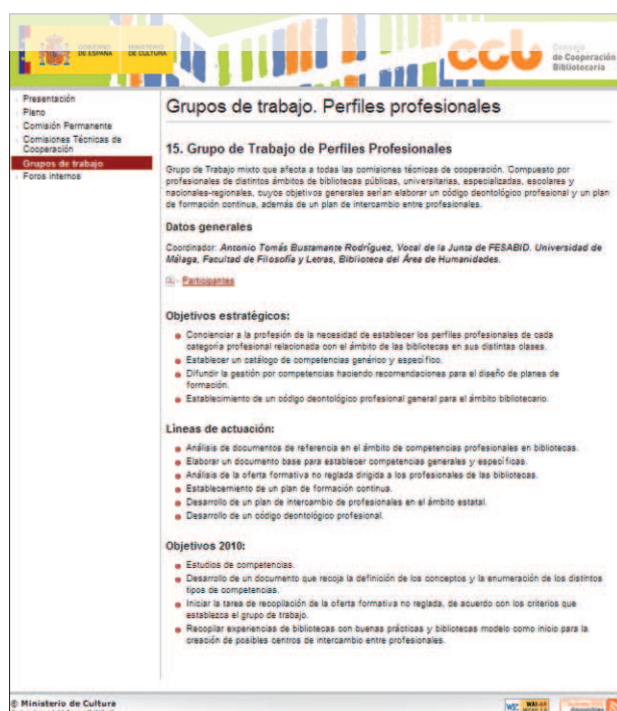 GOBIERNO DE ESPAÑA
MINISTERIO DE CULTURA
ccb
Consejo
de Cooperación
Bibliotecaria
Presentación
Pleno
Comisión Permanente
Comisiones Técnicas de
Cooperación
Grupos de trabajo
Foros internos
Grupos de trabajo. Perfiles profesionales
15. Grupo de Trabajo de Perfiles Profesionales
Grupo de Trabajo mixto que afecta a todas las comisiones técnicas de cooperación. Compuesto por
profesionales de distintos ámbitos de bibliotecas públicas, universitarias, especializadas, escolares y
nacionales-regionales, cuyos objetivos generales serían elaborar un código deontológico profesional y un plan
de formación continua, además de un plan de intercambio entre profesionales.
Datos generales
Coordinador: Antonio Tomás Bustamante Rodríguez, Vocal de la Junta de FESABID. Universidad de
Málaga, Facultad de Filosofía y Letras, Biblioteca del Área de Humanidades.
Participantes
Objetivos estratégicos:
Concienciar a la profesión de la necesidad de establecer los perfiles profesionales de cada
categoría profesional relacionada con el ámbito de las bibliotecas en sus distintas clases.
Establecer un catálogo de competencias genérico y específico.
Difundir la gestión por competencias haciendo recomendaciones para el diseño de planes de
formación.
Establecimiento de un código deontológico profesional general para el ámbito bibliotecario.
Líneas de actuación:
Análisis de documentos de referencia en el ámbito de competencias profesionales en bibliotecas.
Elaborar un documento base para establecer competencias generales y específicas.
Análisis de la oferta formativa no reglada dirigida a los profesionales de las bibliotecas.
Establecemiento de un plan de formación continua.
Desarrollo de un plan de intercambio de profesionales en el ámbito estatal.
Desarrollo de un código deontológico profesional.
Objetivos 2010:
Estudios de competencias.
Desarrollo de un documento que recoja la definición de los conceptos y la enumeración de los distintos
tipos de competencias.
Iniciar la tarea de recopilación de la oferta formativa no reglada, de acuerdo con los criterios que
establezca el grupo de trabajo.
Recopilar experiencias de bibliotecas con buenas prácticas y bibliotecas modelo como inicio para la
creación de posibles centros de intercambio entre profesionales.
© Ministerio de Cultura